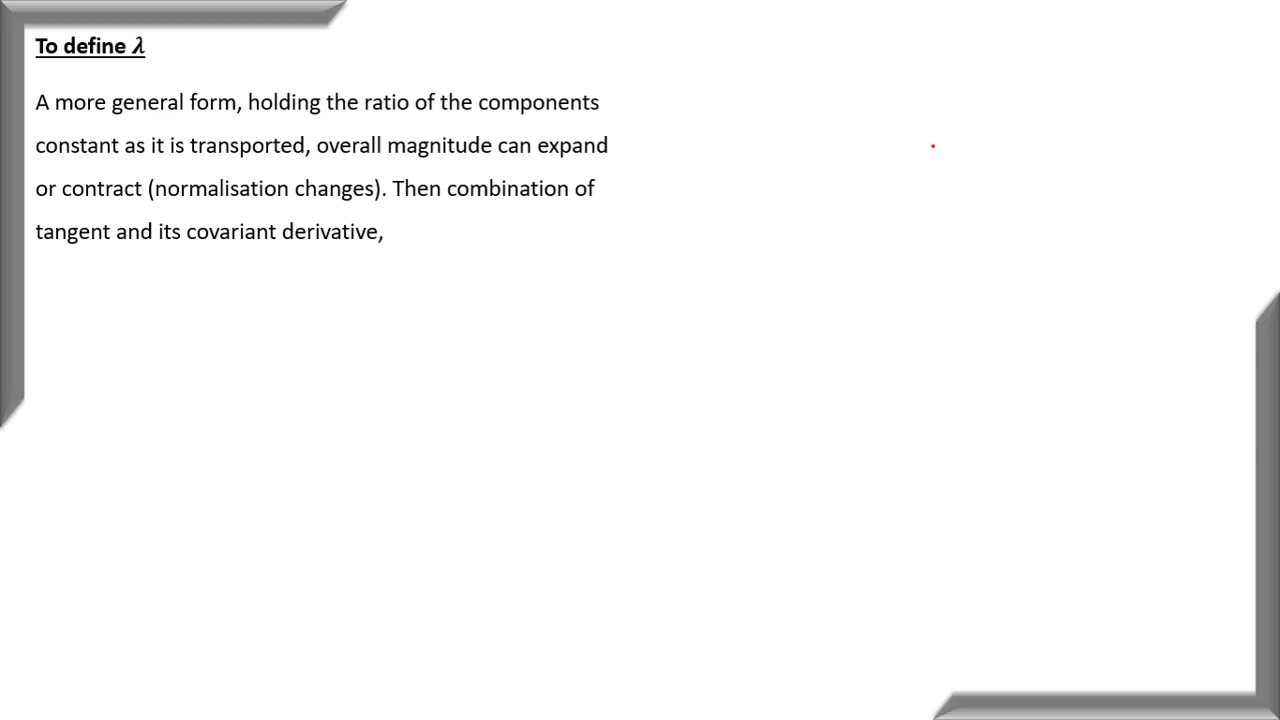 To define λ
A more general form, holding the ratio of the components
constant as it is transported, overall magnitude can expand
or contract (normalisation changes). Then combination of
tangent and its covariant derivative,